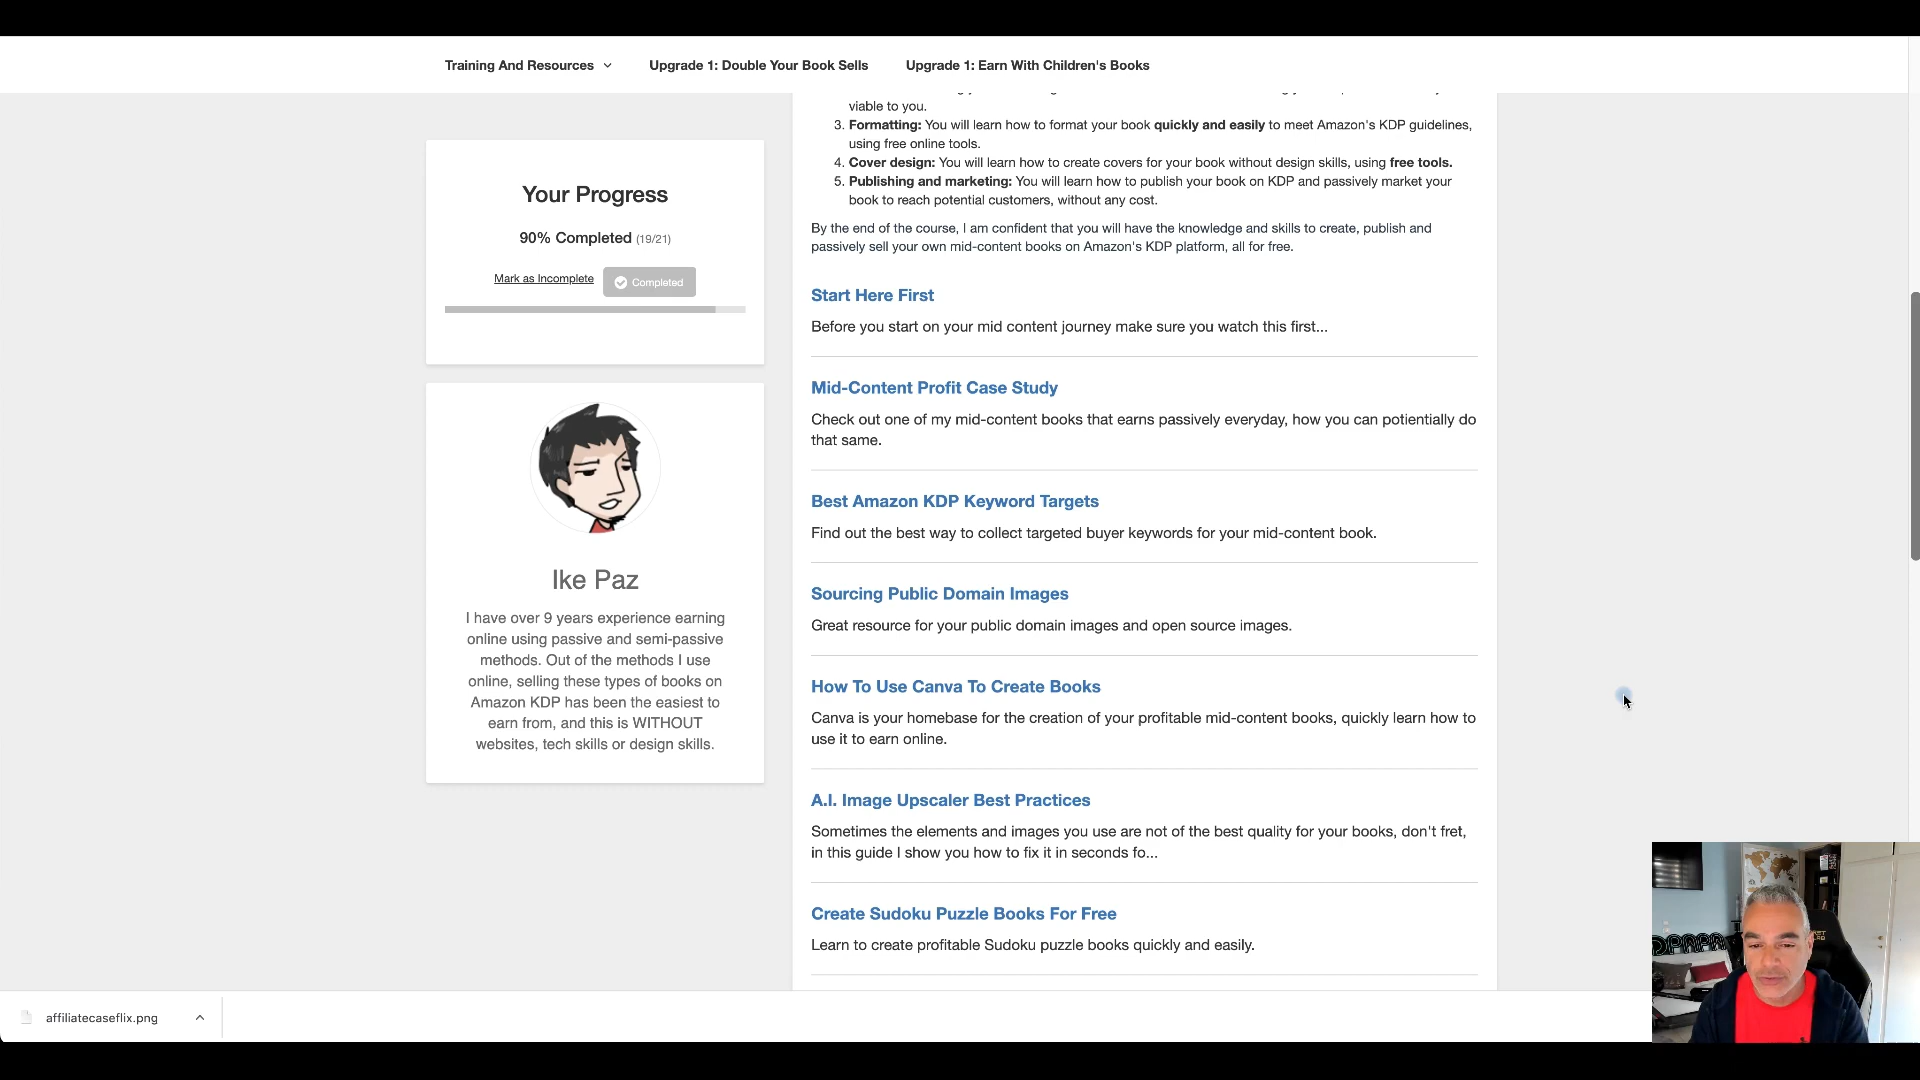 Training And Resources
Upgrade 1: Double Your Book Sells
Upgrade 1: Earn With Children's Books
Your Progress
90% Completed (19/21)
Mark as Incomplete
Completed
Ike Paz
I have over 9 years experience earning
online using passive and semi-passive
methods. Out of the methods I use
online, selling these types of books on
Amazon KDP has been the easiest to
earn from, and this is WITHOUT
websites, tech skills or design skills.
viable to you.
3. Formatting: You will learn how to format your book quickly and easily to meet Amazon's KDP guidelines,
using free online tools.
4. Cover design: You will learn how to create covers for your book without design skills, using free tools.
5. Publishing and marketing: You will learn how to publish your book on KDP and passively market your
book to reach potential customers, without any cost.
By the end of the course, I am confident that you will have the knowledge and skills to create, publish and
passively sell your own mid-content books on Amazon's KDP platform, all for free.
Start Here First
Before you start on your mid content journey make sure you watch this first...
Mid-Content Profit Case Study
Check out one of my mid-content books that earns passively everyday, how you can potientially do
that same.
Best Amazon KDP Keyword Targets
Find out the best way to collect targeted buyer keywords for your mid-content book.
Sourcing Public Domain Images
Great resource for your public domain images and open source images.
How To Use Canva To Create Books
Canva is your homebase for the creation of your profitable mid-content books, quickly learn how to
use it to earn online.
A.I. Image Upscaler Best Practices
Sometimes the elements and images you use are not of the best quality for your books, don't fret,
in this guide I show you how to fix it in seconds fo...
Create Sudoku Puzzle Books For Free
Learn to create profitable Sudoku puzzle books quickly and easily.
affiliatecaseflix.png